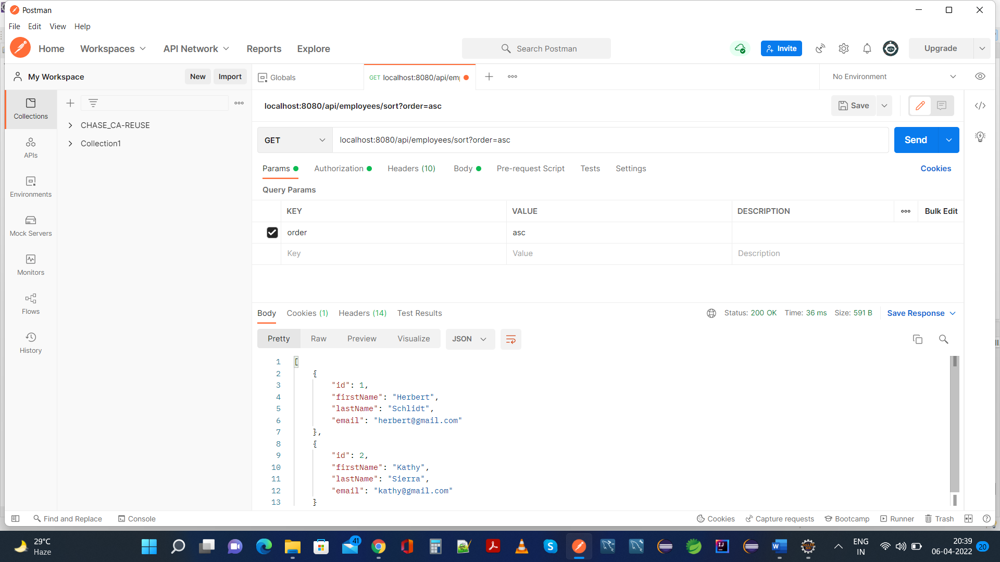 Postman
File Edit View Help
Home Workspaces API Network Reports Explore Search Postman Invite Upgrade
My Workspace New Import Globals GET localhost:8080/api/em No Environment
Collections
APIs
Environments
Mock Servers
Monitors
Flows
History
CHASE_CA-REUSE
Collection1
localhost:8080/api/employees/sort?order=asc Save
GET localhost:8080/api/employees/sort?order=asc Send
Params Authorization Headers (10) Body Pre-request Script Tests Settings Cookies
Query Params
KEY VALUE DESCRIPTION Bulk Edit
order asc
Key Value Description
Body Cookies (1) Headers (14) Test Results Status: 200 OK Time: 36 ms Size: 591 B Save Response
Pretty Raw Preview Visualize JSON
1 [
2 {
3 "id": 1,
4 "firstName": "Herbert",
5 "lastName": "Schlidt",
6 "email": "herbert@gmail.com"
7 },
8 {
9 "id": 2,
10 "firstName": "Kathy",
11 "lastName": "Sierra",
12 "email": "kathy@gmail.com"
13 }
Find and Replace Console Cookies Capture requests Bootcamp Runner Trash
29°C
Haze
41
ENG
IN
20:39
06-04-2022
20